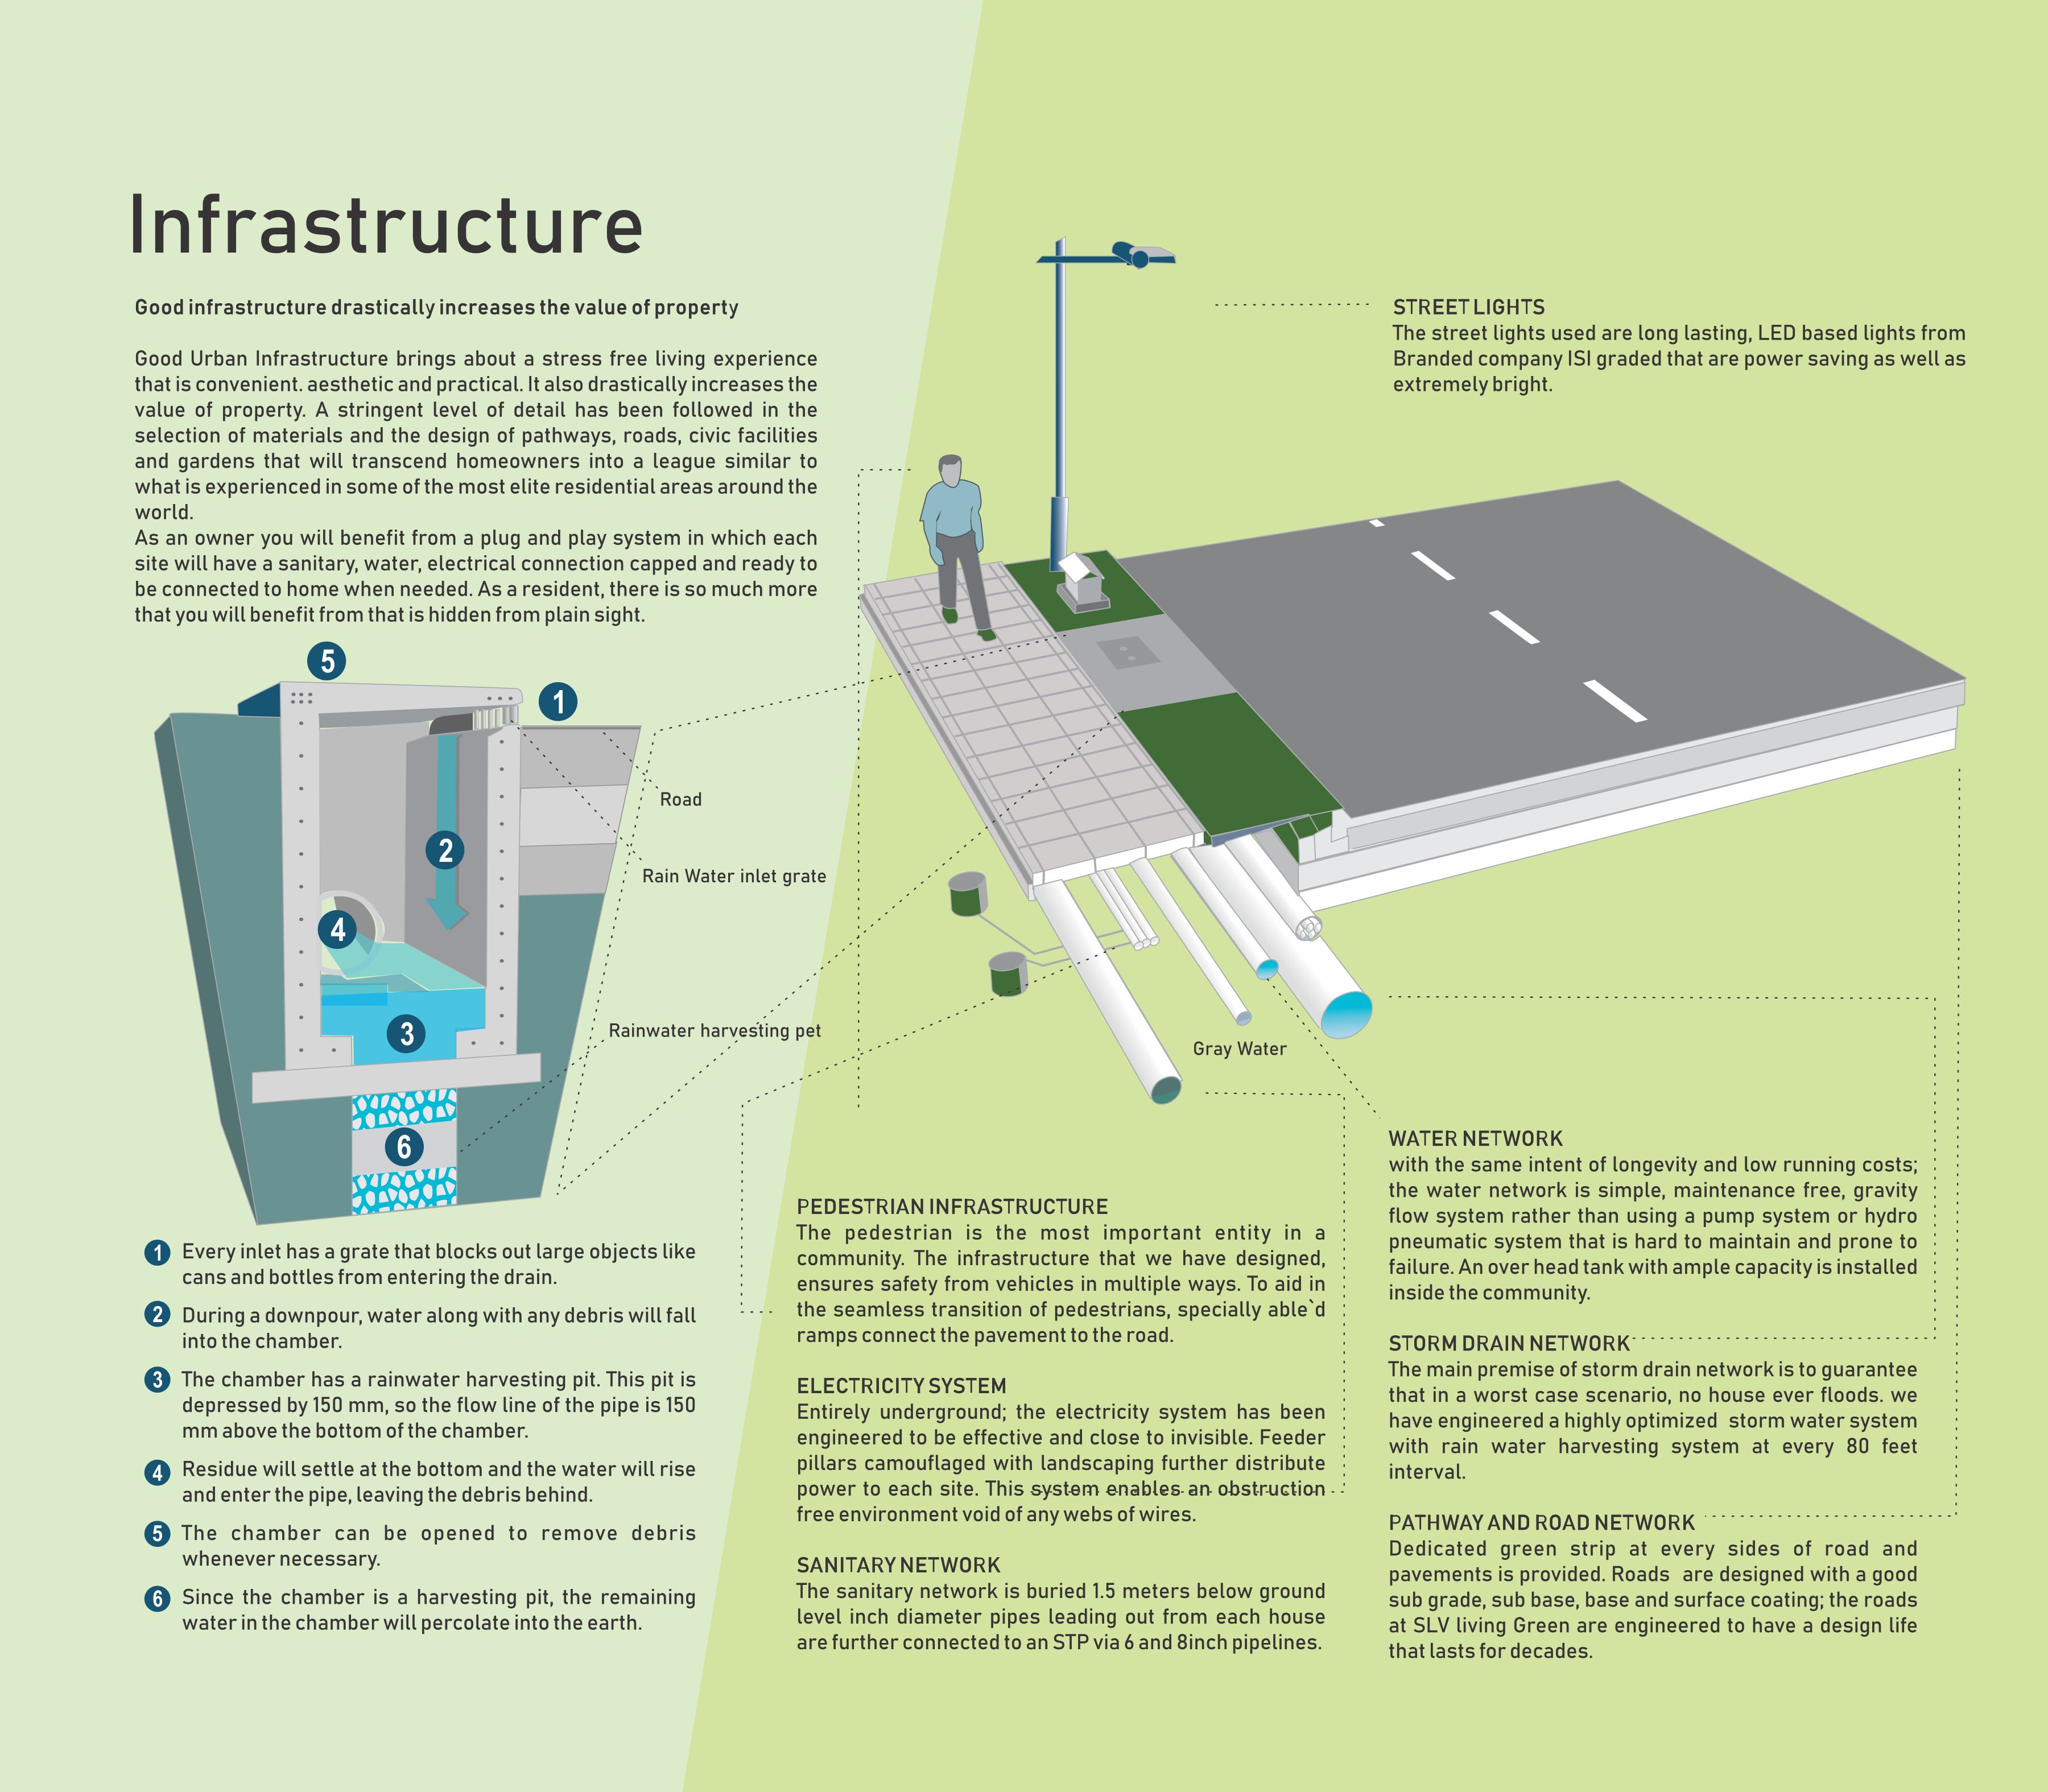 Infrastructure
Good infrastructure drastically increases the value of property
Good Urban Infrastructure brings about a stress free living experience
that is convenient. aesthetic and practical. It also drastically increases the
value of property. A stringent level of detail has been followed in the
selection of materials and the design of pathways, roads, civic facilities
and gardens that will transcend homeowners into a league similar to
what is experienced in some of the most elite residential areas around the
world.
As an owner you will benefit from a plug and play system in which each
site will have a sanitary, water, electrical connection capped and ready to
be connected to home when needed. As a resident, there is so much more
that you will benefit from that is hidden from plain sight.
5
1
2
4
3
6
Road
Rain Water inlet grate
Rainwater harvesting pet
1 Every inlet has a grate that blocks out large objects like
cans and bottles from entering the drain.
2 During a downpour, water along with any debris will fall
into the chamber.
3 The chamber has a rainwater harvesting pit. This pit is
depressed by 150 mm, so the flow line of the pipe is 150
mm above the bottom of the chamber.
4 Residue will settle at the bottom and the water will rise
and enter the pipe, leaving the debris behind.
5 The chamber can be opened to remove debris
whenever necessary.
6 Since the chamber is a harvesting pit, the remaining
water in the chamber will percolate into the earth.
STREET LIGHTS
The street lights used are long lasting, LED based lights from
Branded company ISI graded that are power saving as well as
extremely bright.
Gray Water
PEDESTRIAN INFRASTRUCTURE
The pedestrian is the most important entity in a
community. The infrastructure that we have designed,
ensures safety from vehicles in multiple ways. To aid in
the seamless transition of pedestrians, specially able`d
ramps connect the pavement to the road.
ELECTRICITY SYSTEM
Entirely underground; the electricity system has been
engineered to be effective and close to invisible. Feeder
pillars camouflaged with landscaping further distribute
power to each site. This system enables an obstruction
free environment void of any webs of wires.
SANITARY NETWORK
The sanitary network is buried 1.5 meters below ground
level inch diameter pipes leading out from each house
are further connected to an STP via 6 and 8inch pipelines.
WATER NETWORK
with the same intent of longevity and low running costs;
the water network is simple, maintenance free, gravity
flow system rather than using a pump system or hydro
pneumatic system that is hard to maintain and prone to
failure. An over head tank with ample capacity is installed
inside the community.
STORM DRAIN NETWORK
The main premise of storm drain network is to guarantee
that in a worst case scenario, no house ever floods. we
have engineered a highly optimized storm water system
with rain water harvesting system at every 80 feet
interval.
PATHWAY AND ROAD NETWORK
Dedicated green strip at every sides of road and
pavements is provided. Roads are designed with a good
sub grade, sub base, base and surface coating; the roads
at SLV living Green are engineered to have a design life
that lasts for decades.